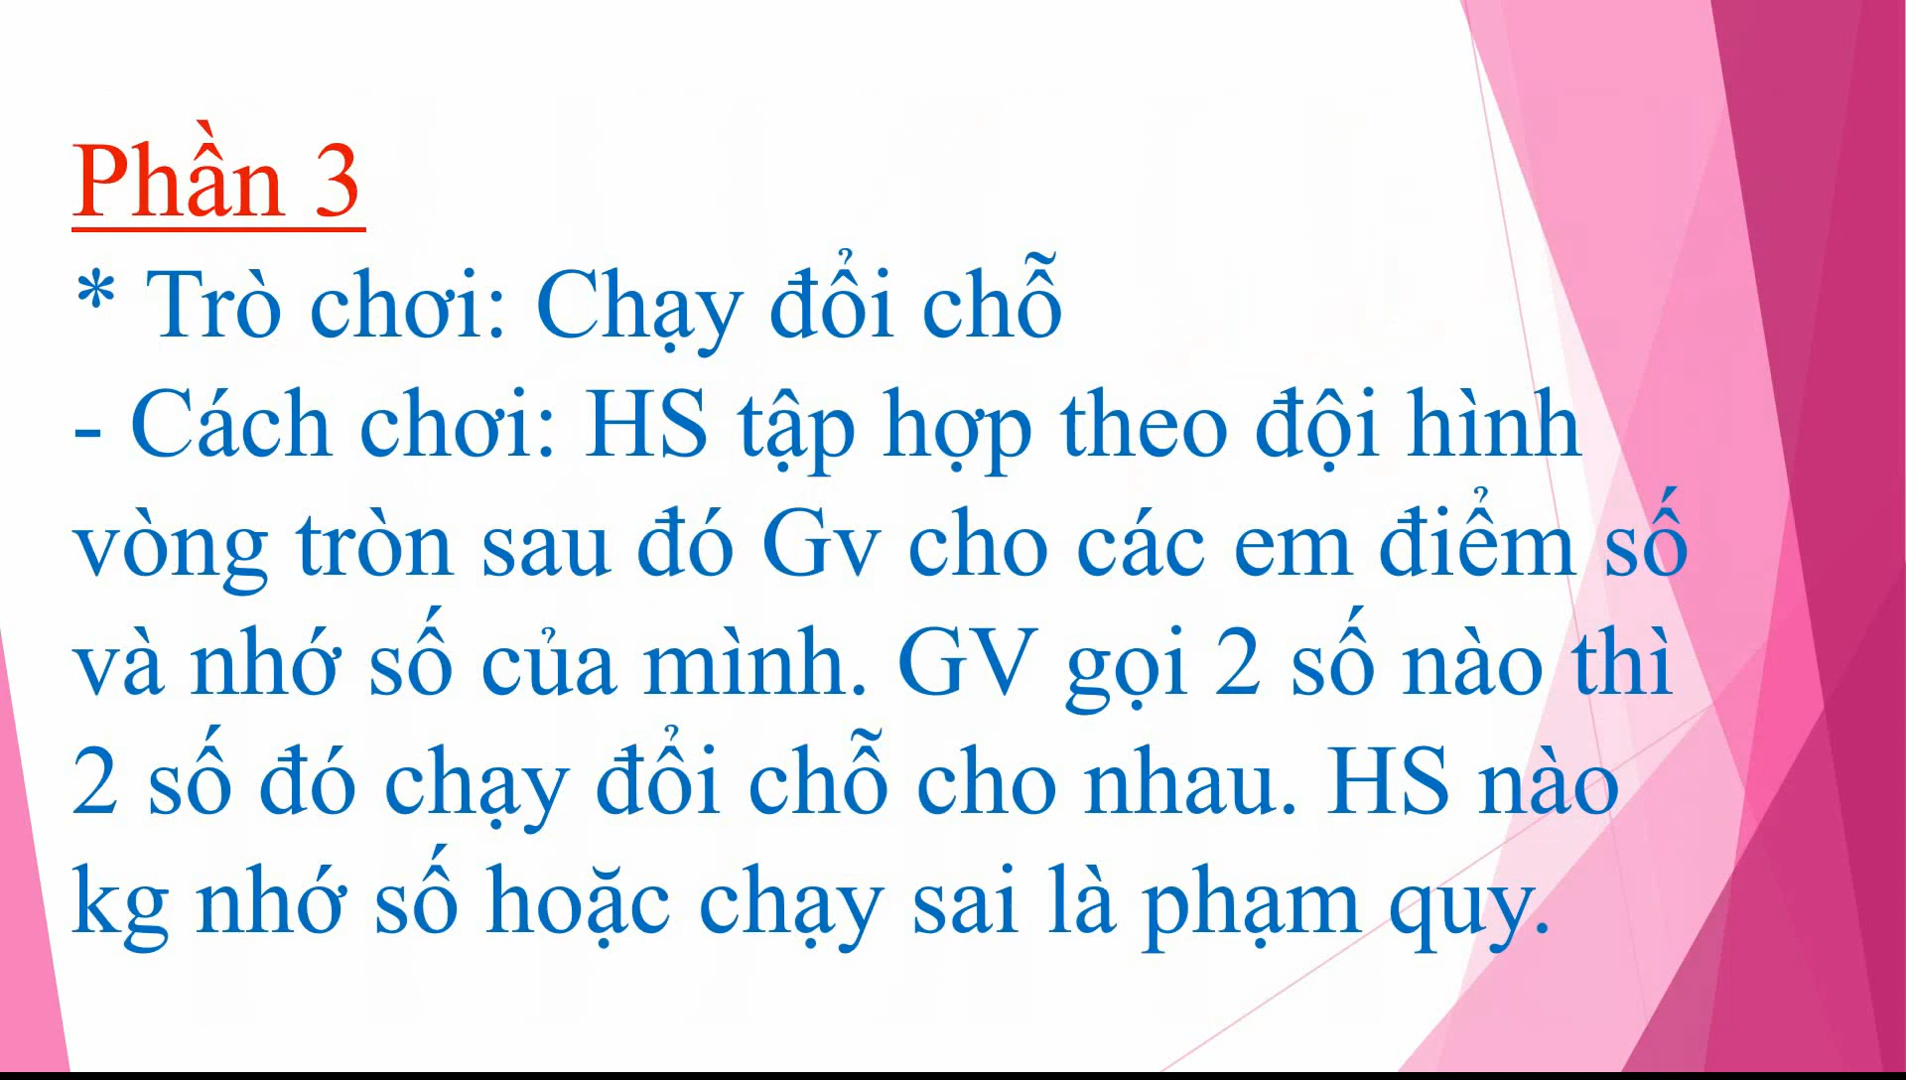 Phần 3
* Trò chơi: Chạy đổi chỗ
- Cách chơi: HS tập hợp theo đội hình
vòng tròn sau đó Gv cho các em điểm số
và nhớ số của mình. GV gọi 2 số nào thì
2 số đó chạy đổi chỗ cho nhau. HS nào
kg nhớ số hoặc chạy sai là phạm quy.